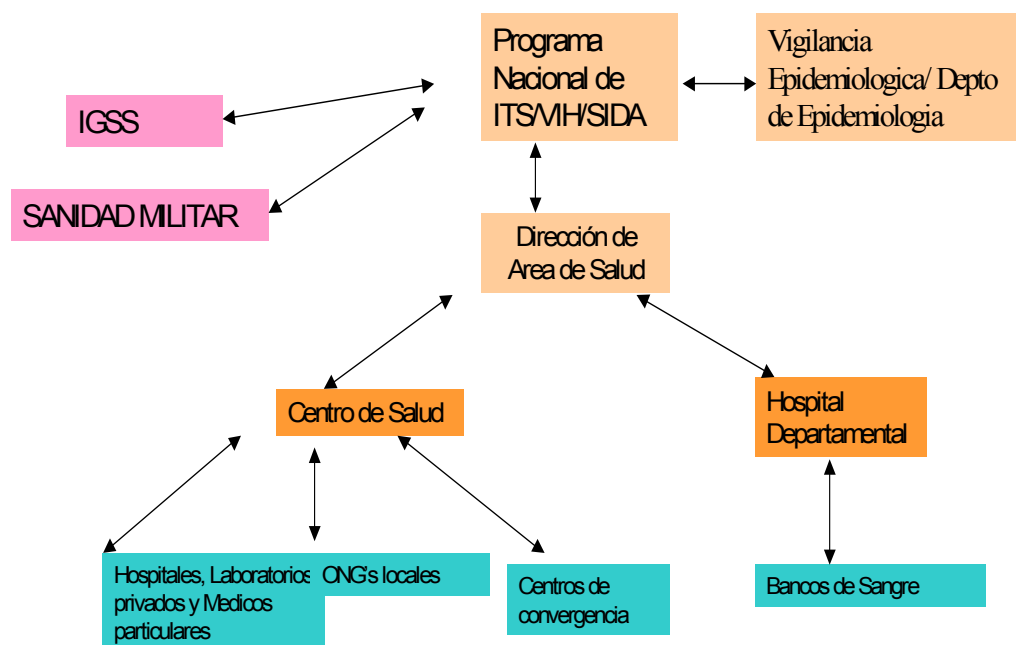 Programa
Nacional de
ITS/VIH/SIDA
Vigilancia
Epidemiologica/ Depto
de Epidemiologia
IGSS
SANIDAD MILITAR
Dirección de
Area de Salud
Centro de Salud
Hospital
Departamental
Hospitales, Laboratorios
privados y Medicos
particulares
ONG's locales
Centros de
convergencia
Bancos de Sangre